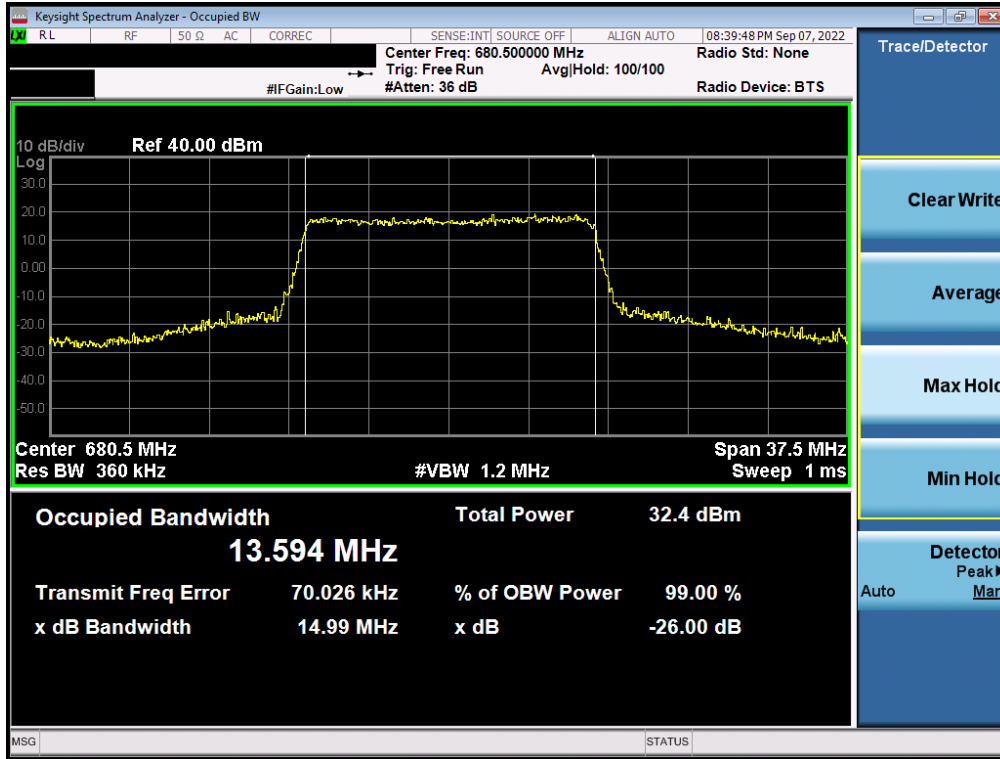 Keysight Spectrum Analyzer - Occupied BW
LXI RL RF 50 Ω AC CORREC SENSE:INT SOURCE OFF ALIGN AUTO 08:39:48 PM Sep 07, 2022
Center Freq: 680.500000 MHz Radio Std: None
Trig: Free Run Avg|Hold: 100/100
#IFGain:Low #Atten: 36 dB Radio Device: BTS
Trace/Detector
10 dB/div Ref 40.00 dBm
Log
30.0
20.0
10.0
0.00
-10.0
-20.0
-30.0
-40.0
-50.0
Center 680.5 MHz Span 37.5 MHz
Res BW 360 kHz #VBW 1.2 MHz Sweep 1 ms
Occupied Bandwidth Total Power 32.4 dBm
13.594 MHz
Transmit Freq Error 70.026 kHz % of OBW Power 99.00 %
x dB Bandwidth 14.99 MHz x dB -26.00 dB
Clear Write
Average
Max Hold
Min Hold
Detector
Peak▶
Auto Man
MSG STATUS